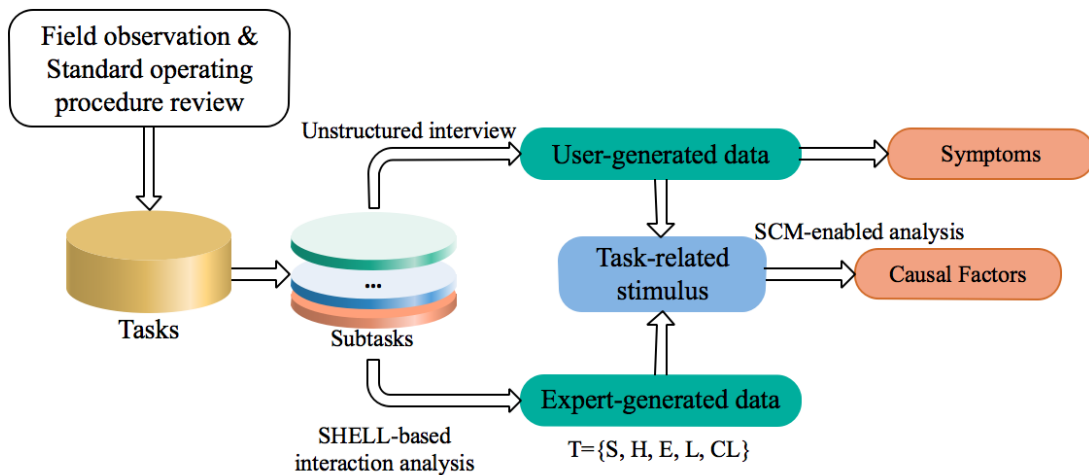 Field observation &
Standard operating
procedure review
Unstructured interview
User-generated data
Symptoms
SCM-enabled analysis
Task-related
stimulus
Causal Factors
...
Tasks
Subtasks
Expert-generated data
SHELL-based
interaction analysis
T={S, H, E, L, CL}